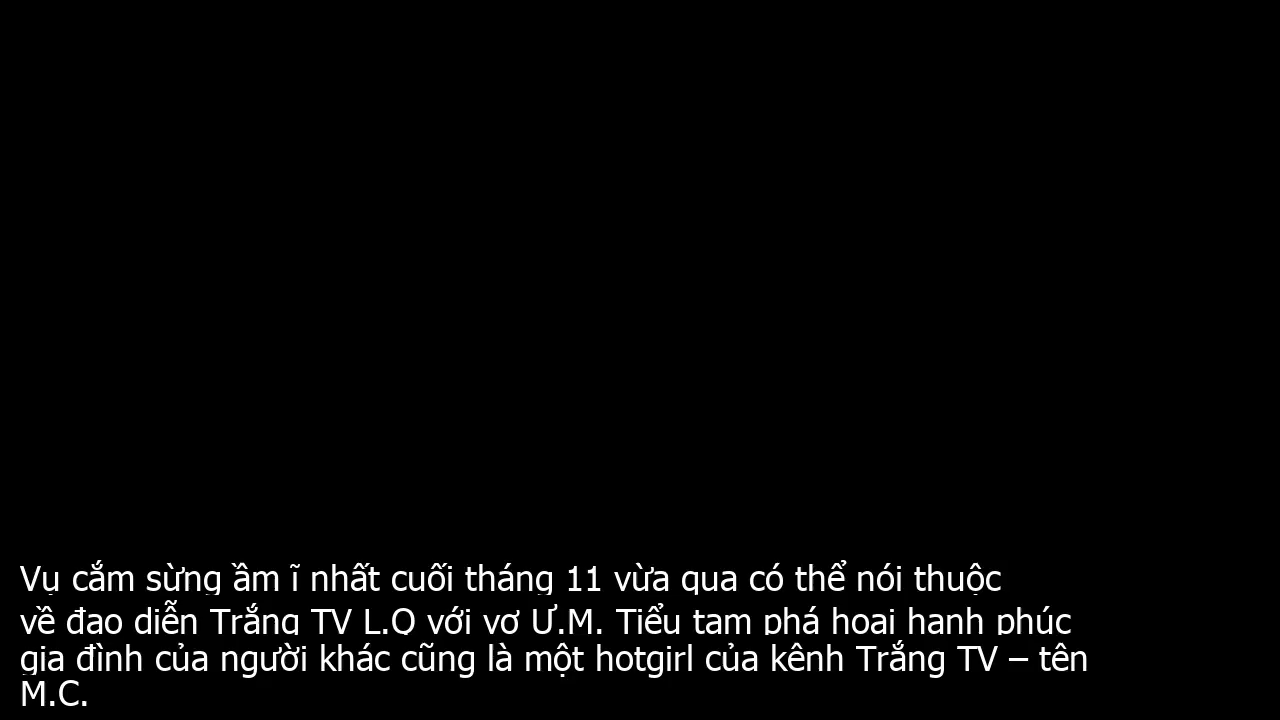 Vụ cắm sừng ầm ĩ nhất cuối tháng 11 vừa qua có thể nói thuộc
về đạo diễn Trắng TV L.Q với vợ Ư.M. Tiểu tam phá hoại hạnh phúc
gia đình của người khác cũng là một hotgirl của kênh Trắng TV – tên
M.C.